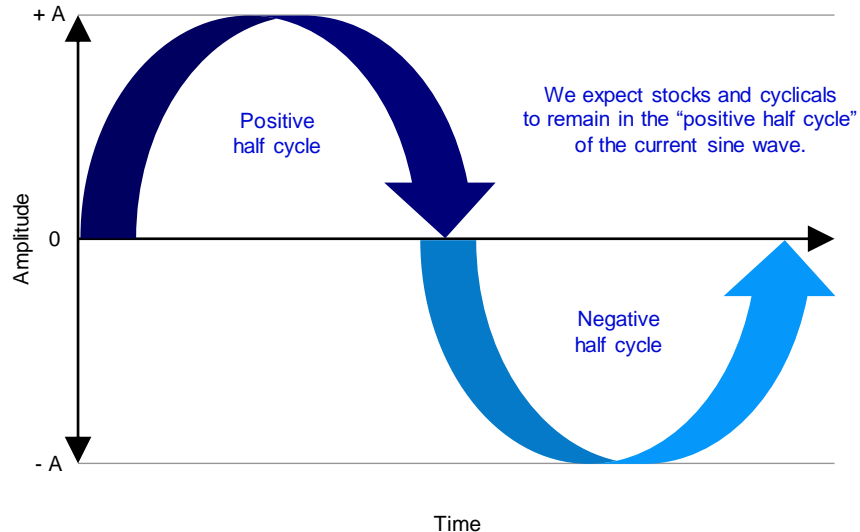 + A
Positive
half cycle
We expect stocks and cyclicals
to remain in the “positive half cycle”
of the current sine wave.
Amplitude
0
Negative
half cycle
- A
Time